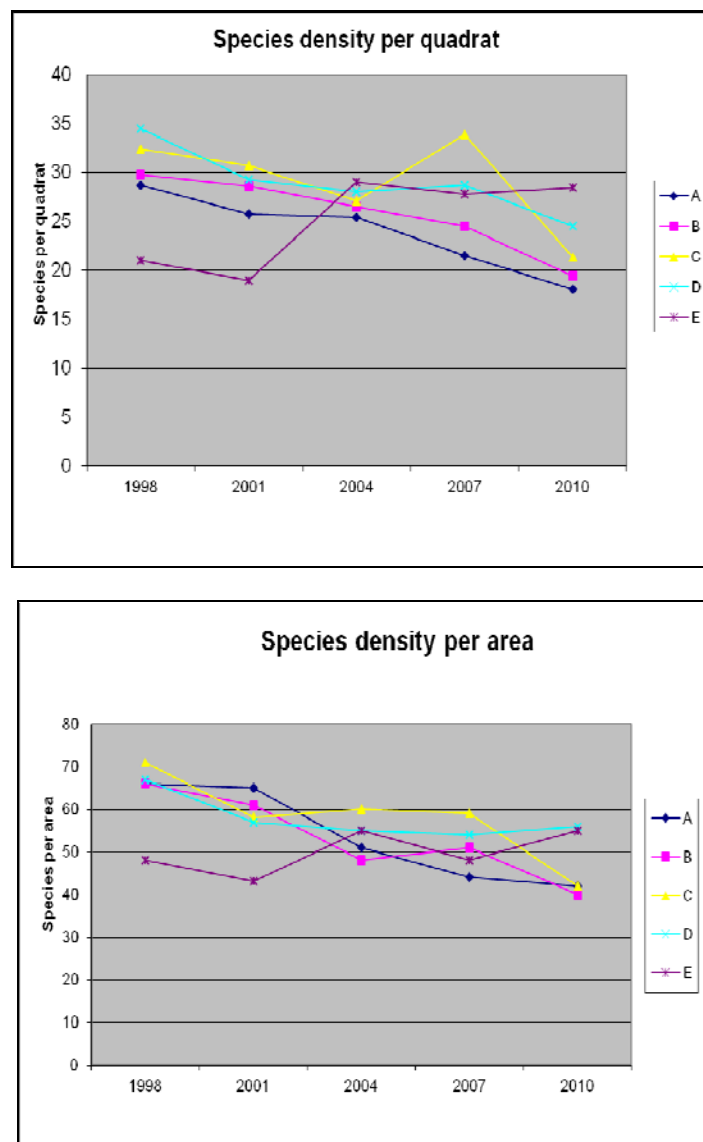 Species density per quadrat
Species per quadrat
40
35
30
25
20
15
10
5
0
1998 2001 2004 2007 2010
A
B
C
D
E
Species density per area
Species per area
80
70
60
50
40
30
20
10
0
1998 2001 2004 2007 2010
A
B
C
D
E